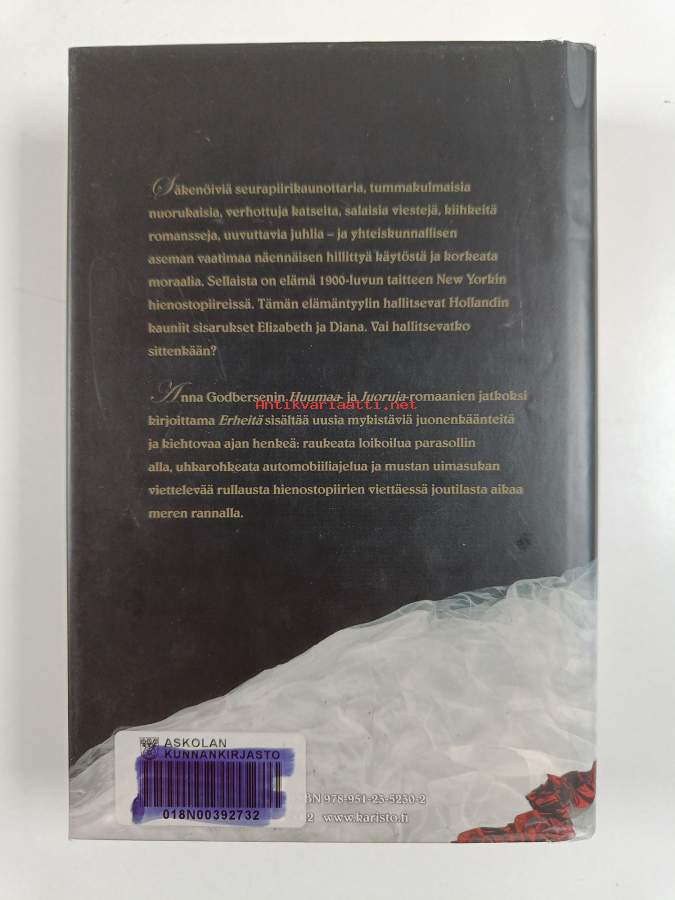 Säkenöiviä seurapiirikaunottaria, tummakulmaisia
nuorukaisia, verhottuja katseita, salaisia viestejä, kiihkeitä
romansseja, uuvuttavia juhlia – ja yhteiskunnallisen
aseman vaatimaa näennäisen hillittyä käytöstä ja korkeata
moraalia. Sellaista on elämä 1900-luvun taitteen New Yorkin
hienostopiireissä. Tämän elämäntyylin hallitsevat Hollandin
kauniit sisarukset Elizabeth ja Diana. Vai hallitsevatko
sittenkään?
Anna Godbersenin Huumaa- ja Juoruja-romaanien jatkoksi
Antikvariaatti.net
kirjoittama Erheitä sisältää uusia mykistäviä juonenkäänteitä
ja kiehtovaa ajan henkeä: raukeata loikoilua parasollin
alla, uhkarohkeata automobiiliajelua ja mustan uimasukan
viettelevää rullausta hienostopiirien viettäessä joutilasta aikaa
meren rannalla.
ASKOLAN
KUNNANKIRJASTO
018N00392732
BN 978-951-23-5230-2
2 www.karisto.fi